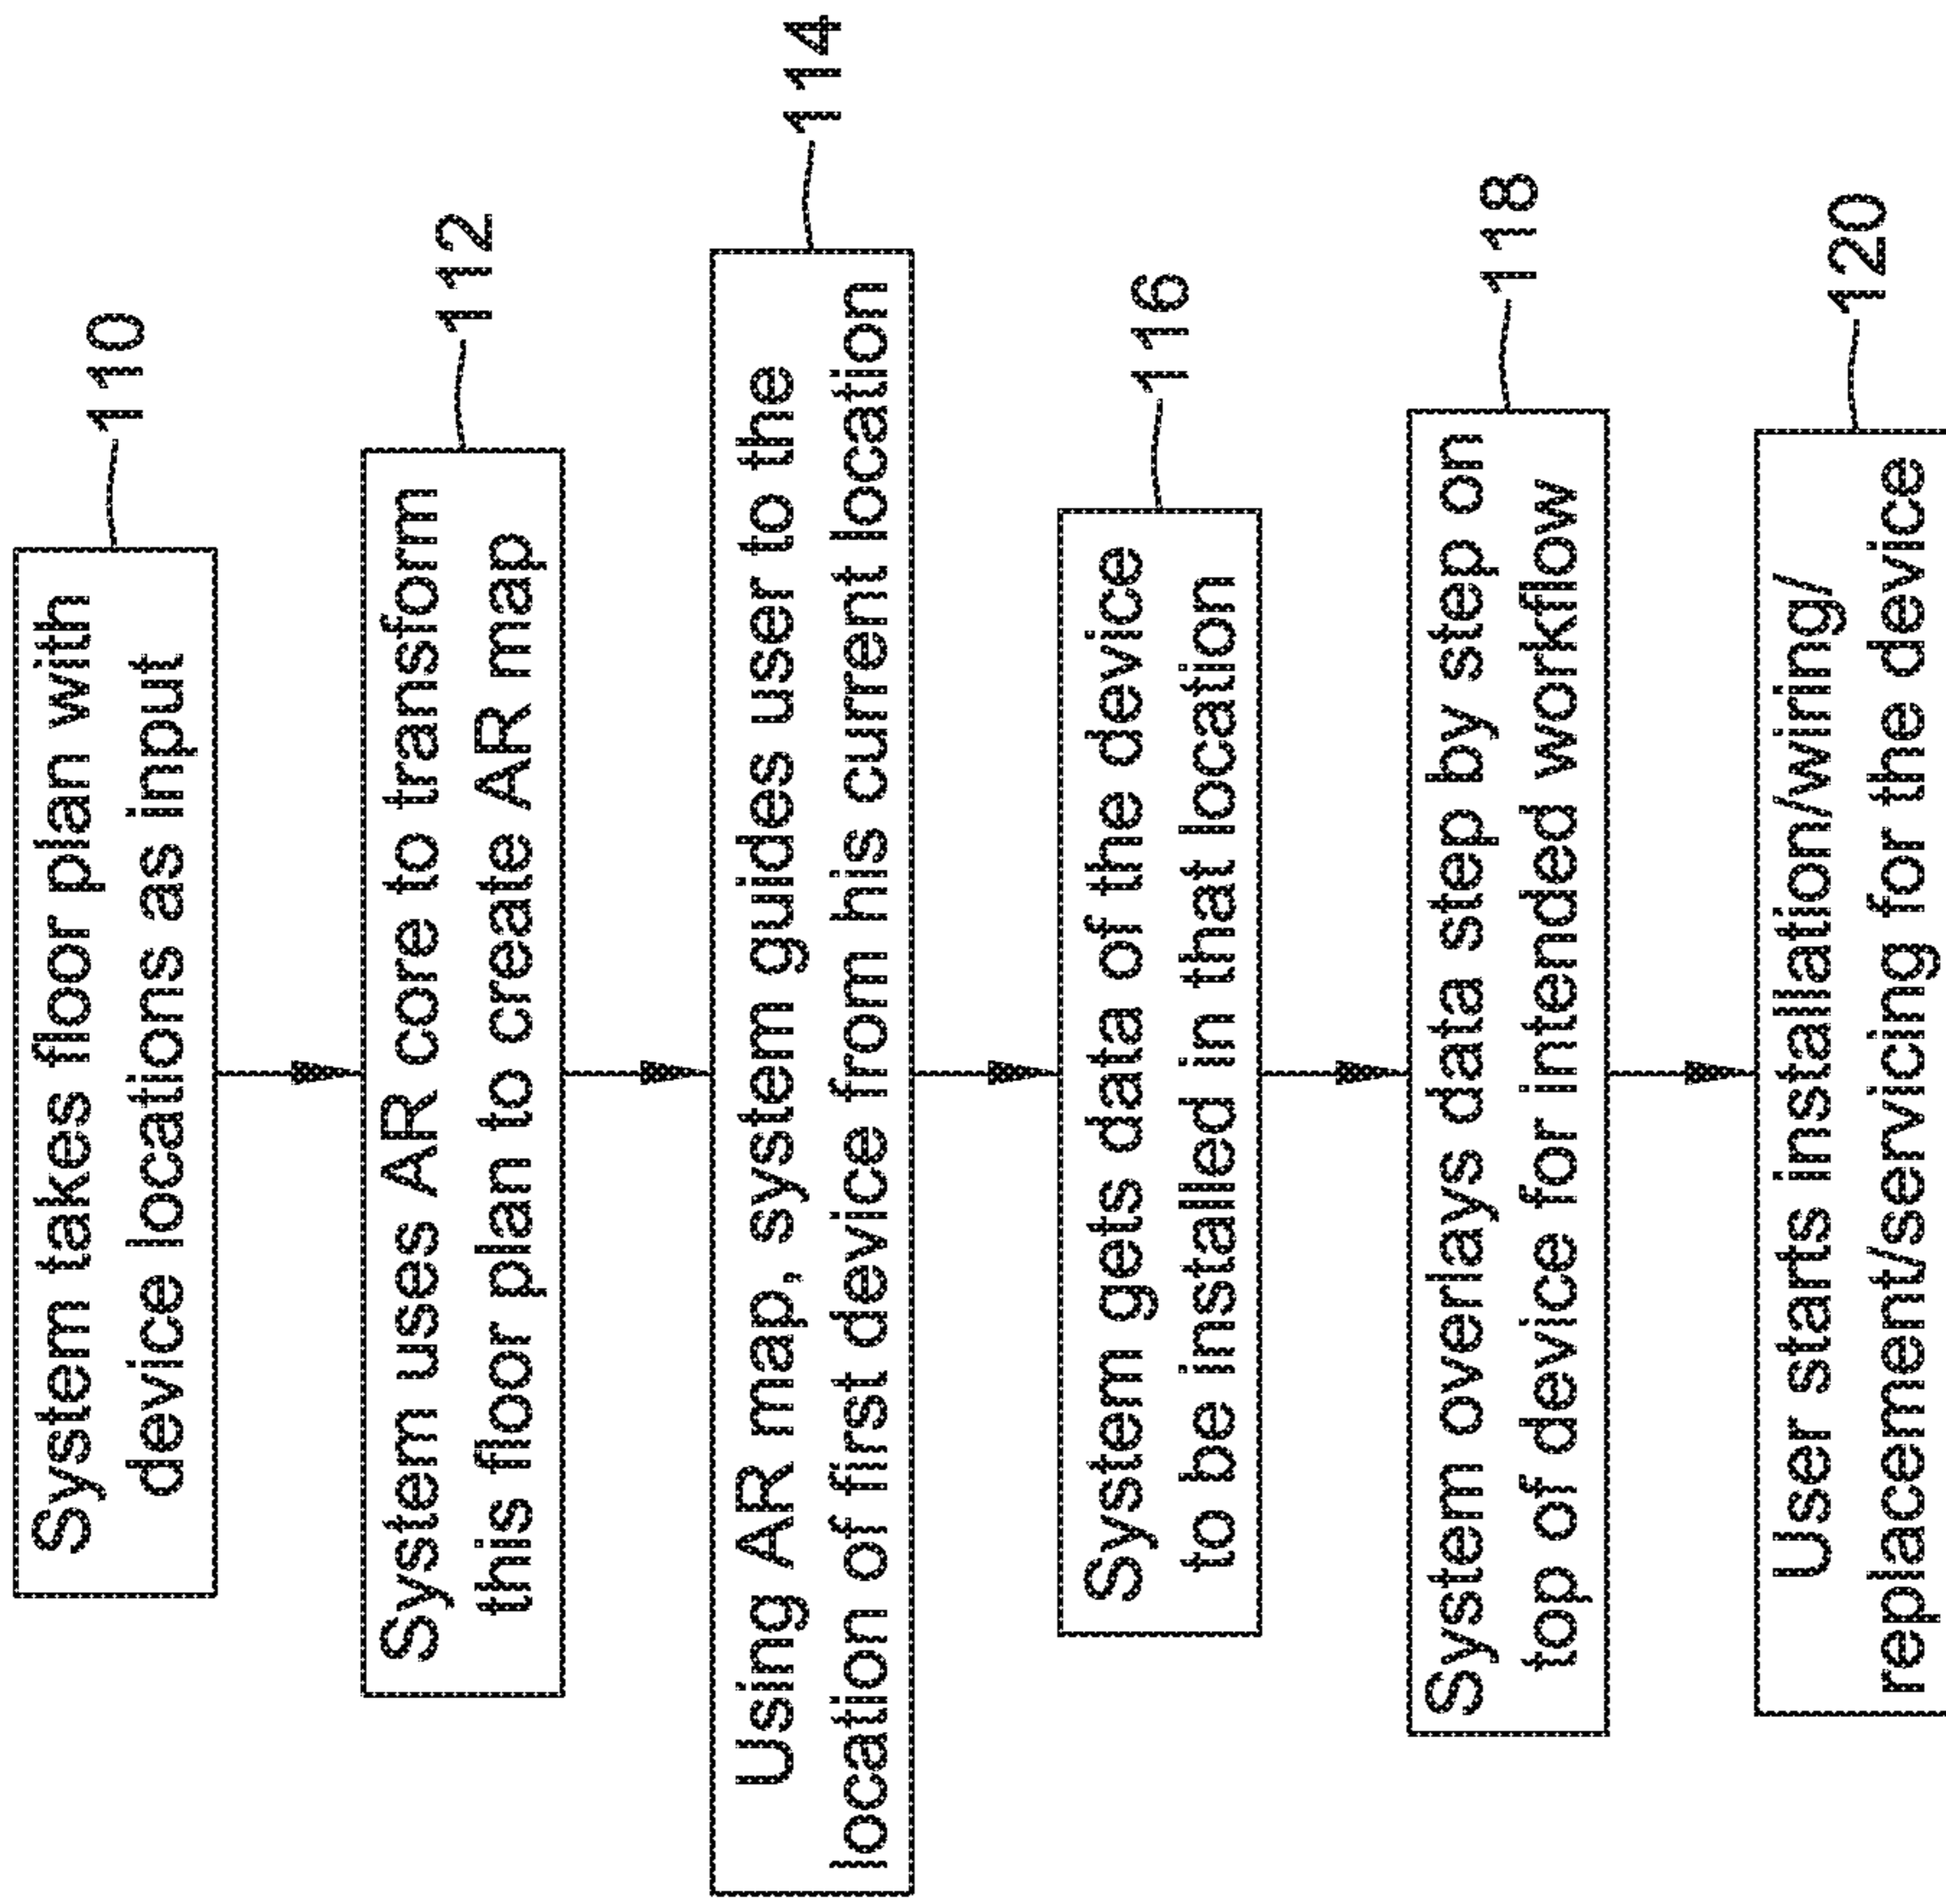 System takes floor plan with
device locations as input
110
System uses AR core to transform
this floor plan to create AR map
112
Using AR map, system guides user to the
location of first device from his current location
114
System gets data of the device
to be installed in that location
116
System overlays data step by step on
top of device for intended workflow
118
User starts installation/wiring/
replacement/servicing for the device
120